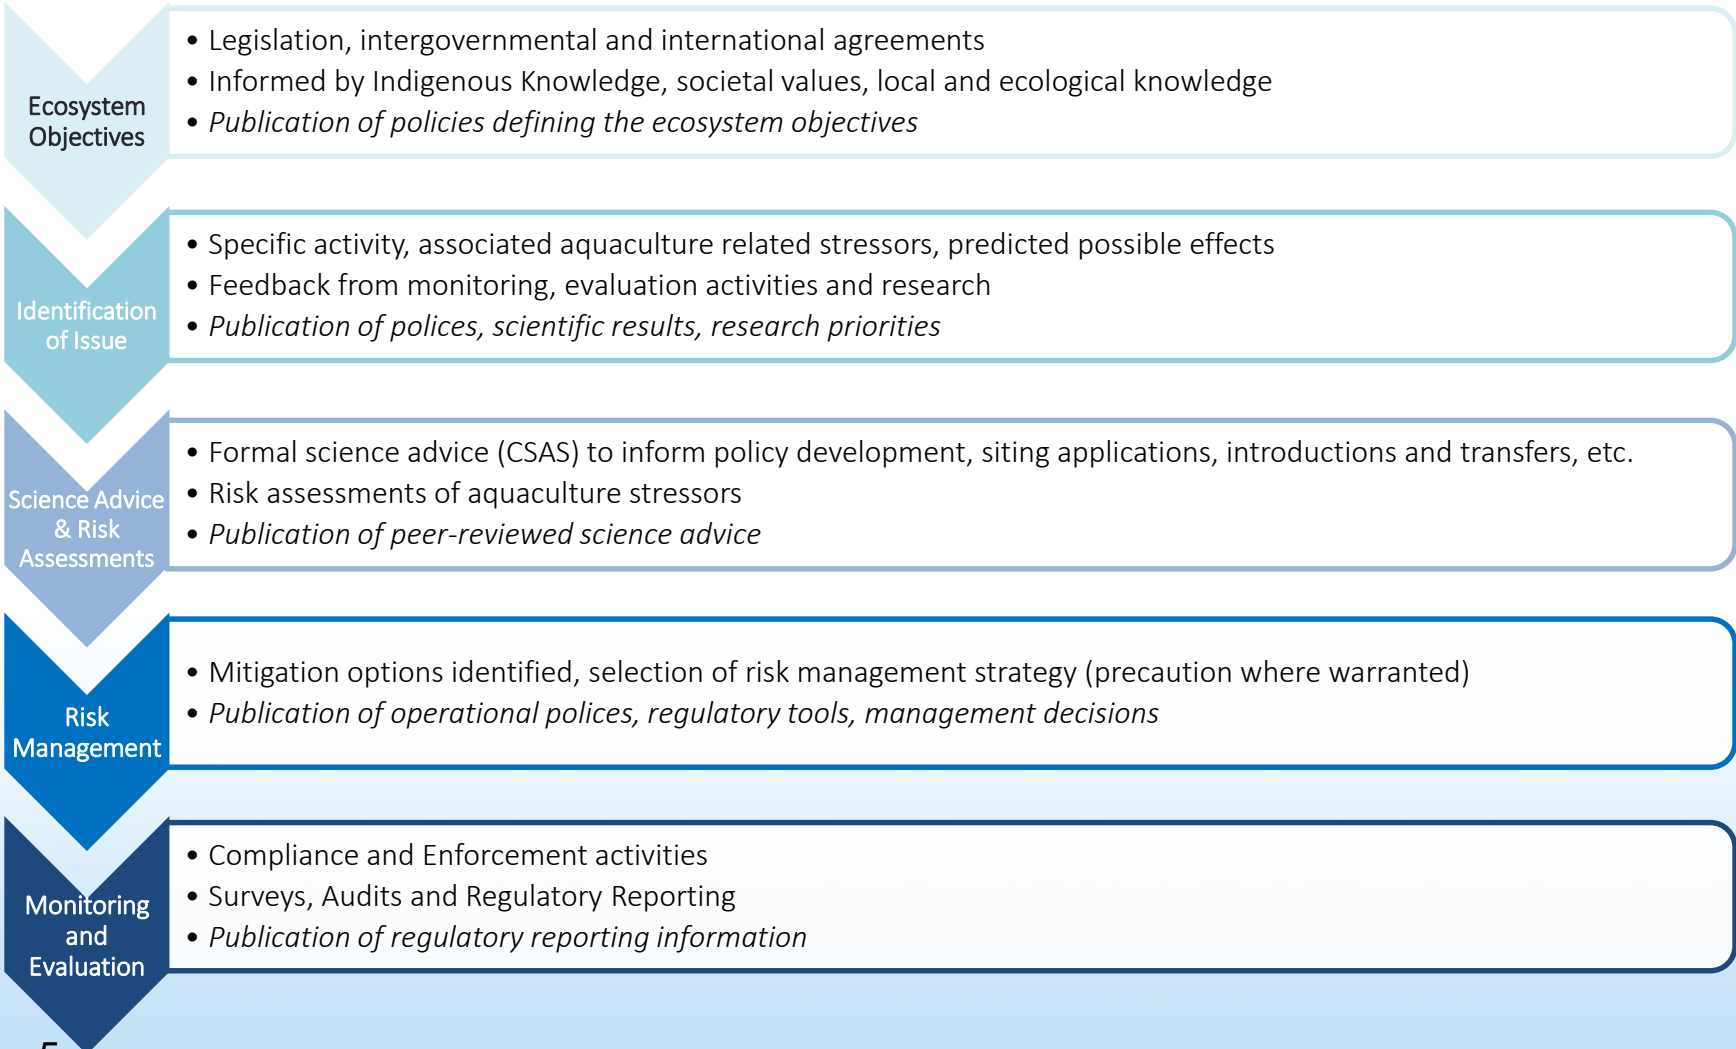 Ecosystem
Objectives
• Legislation, intergovernmental and international agreements
• Informed by Indigenous Knowledge, societal values, local and ecological knowledge
• Publication of policies defining the ecosystem objectives
Identification
of Issue
• Specific activity, associated aquaculture related stressors, predicted possible effects
• Feedback from monitoring, evaluation activities and research
• Publication of polices, scientific results, research priorities
Science Advice
& Risk
Assessments
• Formal science advice (CSAS) to inform policy development, siting applications, introductions and transfers, etc.
• Risk assessments of aquaculture stressors
• Publication of peer-reviewed science advice
Risk
Management
• Mitigation options identified, selection of risk management strategy (precaution where warranted)
• Publication of operational polices, regulatory tools, management decisions
Monitoring
and
Evaluation
• Compliance and Enforcement activities
• Surveys, Audits and Regulatory Reporting
• Publication of regulatory reporting information